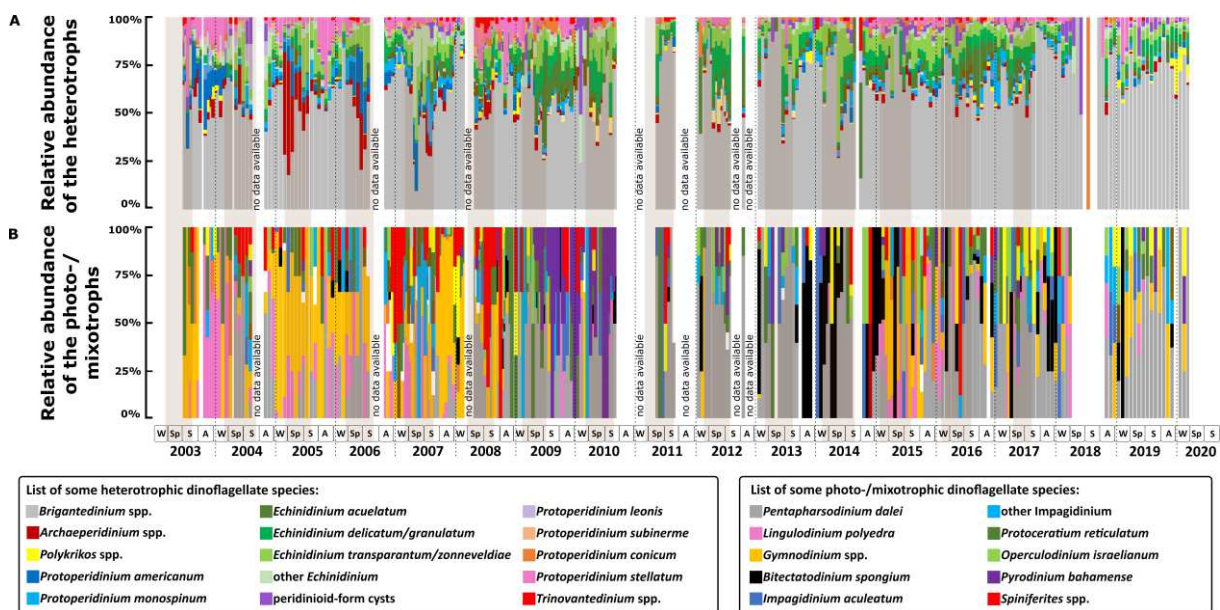 A
Relative abundance
of the heterotrophs
100%
75%
50%
25%
0%
no data available
no data available
no data available
no data available
no data available
no data available
no data available
B
Relative abundance
of the photo-/
mixotrophs
100%
75%
50%
25%
0%
no data available
no data available
no data available
no data available
no data available
no data available
no data available
W Sp S A W Sp S A W Sp S A W Sp S A W Sp S A W Sp S A W Sp S A W Sp S A W Sp S A W Sp S A W Sp S A W Sp S A W Sp S A W Sp S A W Sp S A W Sp S A W Sp S A W Sp S
2003 2004 2005 2006 2007 2008 2009 2010 2011 2012 2013 2014 2015 2016 2017 2018 2019 2020
List of some heterotrophic dinoflagellate species:
Brigantedinium spp.
Archaeperidinium spp.
Polykrikos spp.
Protoperidinium americanum
Protoperidinium monospinum
Echinidinium acuelatum
Echinidinium delicatum/granulatum
Echinidinium transparantum/zonneveldiae
other Echinidinium
peridinioid-form cysts
Protoperidinium leonis
Protoperidinium subinerme
Protoperidinium conicum
Protoperidinium stellatum
Trinovantedinium spp.
List of some photo-/mixotrophic dinoflagellate species:
Pentapharsodinium dalei
Lingulodinium polyedra
Gymnodinium spp.
Bitectatodinium spongium
Impagidinium aculeatum
other Impagidinium
Protoceratium reticulatum
Operculodinium israelianum
Pyrodinium bahamense
Spiniferites spp.